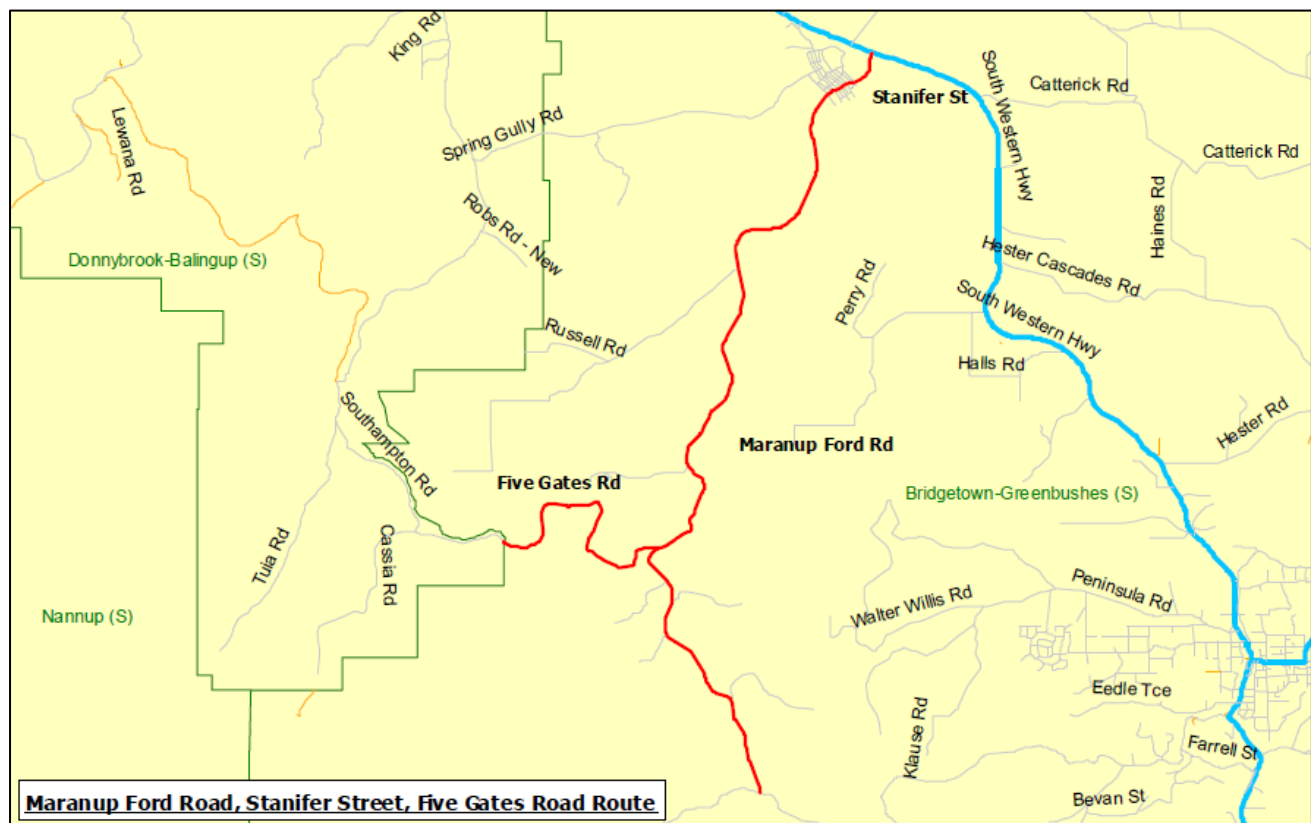 King Rd
South Western Hwy
Stanifer St
Catterick Rd
Lewana Rd
Spring Gully Rd
Catterick Rd
Haines Rd
Robs Rd - New
Donnybrook-Balingup (S)
Hester Cascades Rd
Perry Rd
South Western Hwy
Russell Rd
Halls Rd
Southampton Rd
Hester Rd
Maranup Ford Rd
Five Gates Rd
Bridgetown-Greenbushes (S)
Tuia Rd
Cassia Rd
Peninsula Rd
Walter Willis Rd
Nannup (S)
Eedle Tce
Klause Rd
Farrell St
Bevan St
Maranup Ford Road, Stanifer Street, Five Gates Road Route